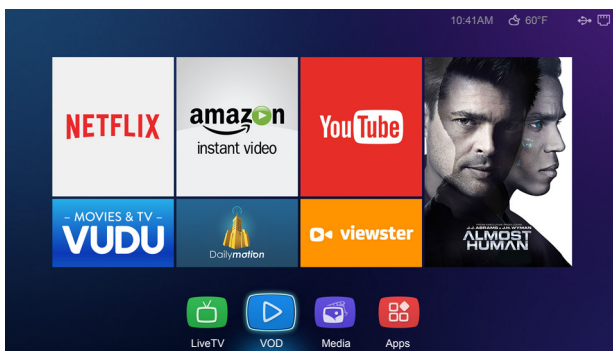 10:41AM 60°F
NETFLIX
amazon
instant video
YouTube
- MOVIES & TV -
VUDU
Dailymotion
viewster
J.J. ABRAMS AND J.H. WYMAN
ALMOST
HUMAN
LiveTV VOD Media Apps